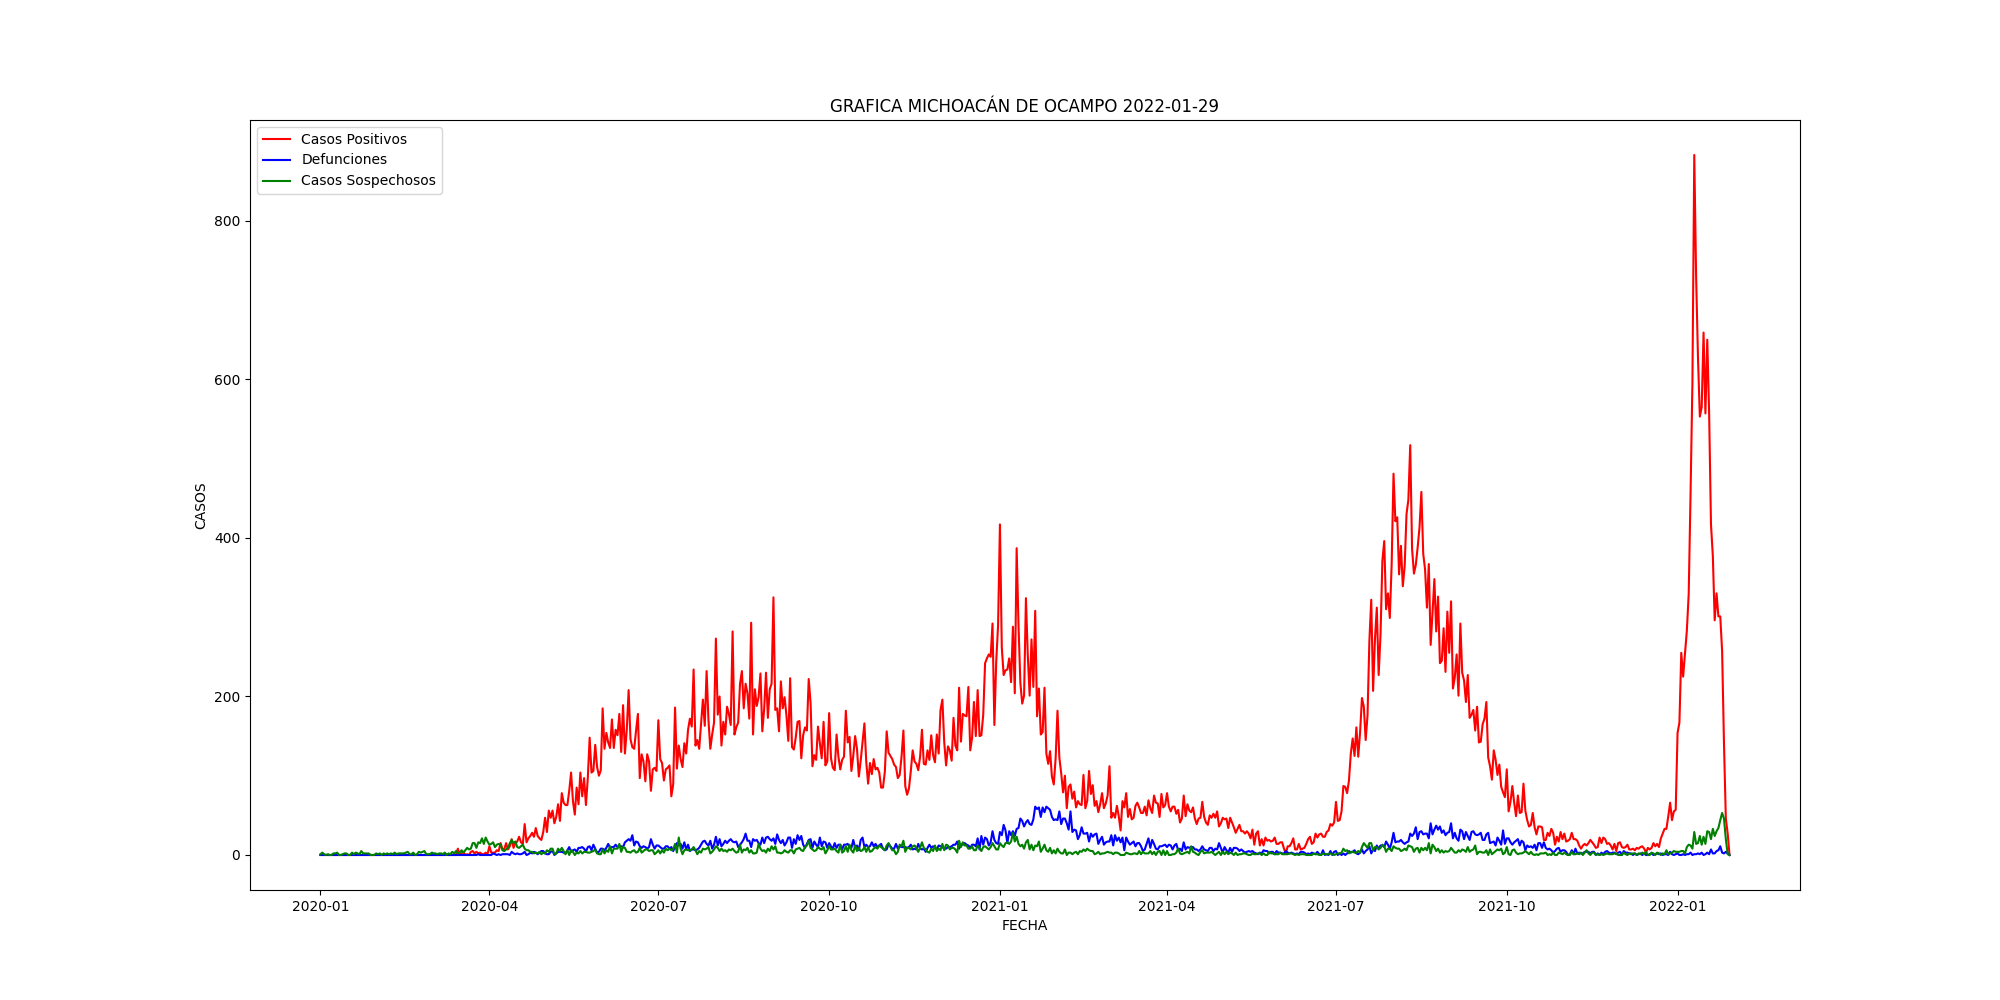 GRAFICA MICHOACÁN DE OCAMPO 2022-01-29
Casos Positivos
Defunciones
Casos Sospechosos
800
600
400
200
0
CASOS
2020-01
2020-04
2020-07
2020-10
2021-01
2021-04
2021-07
2021-10
2022-01
FECHA